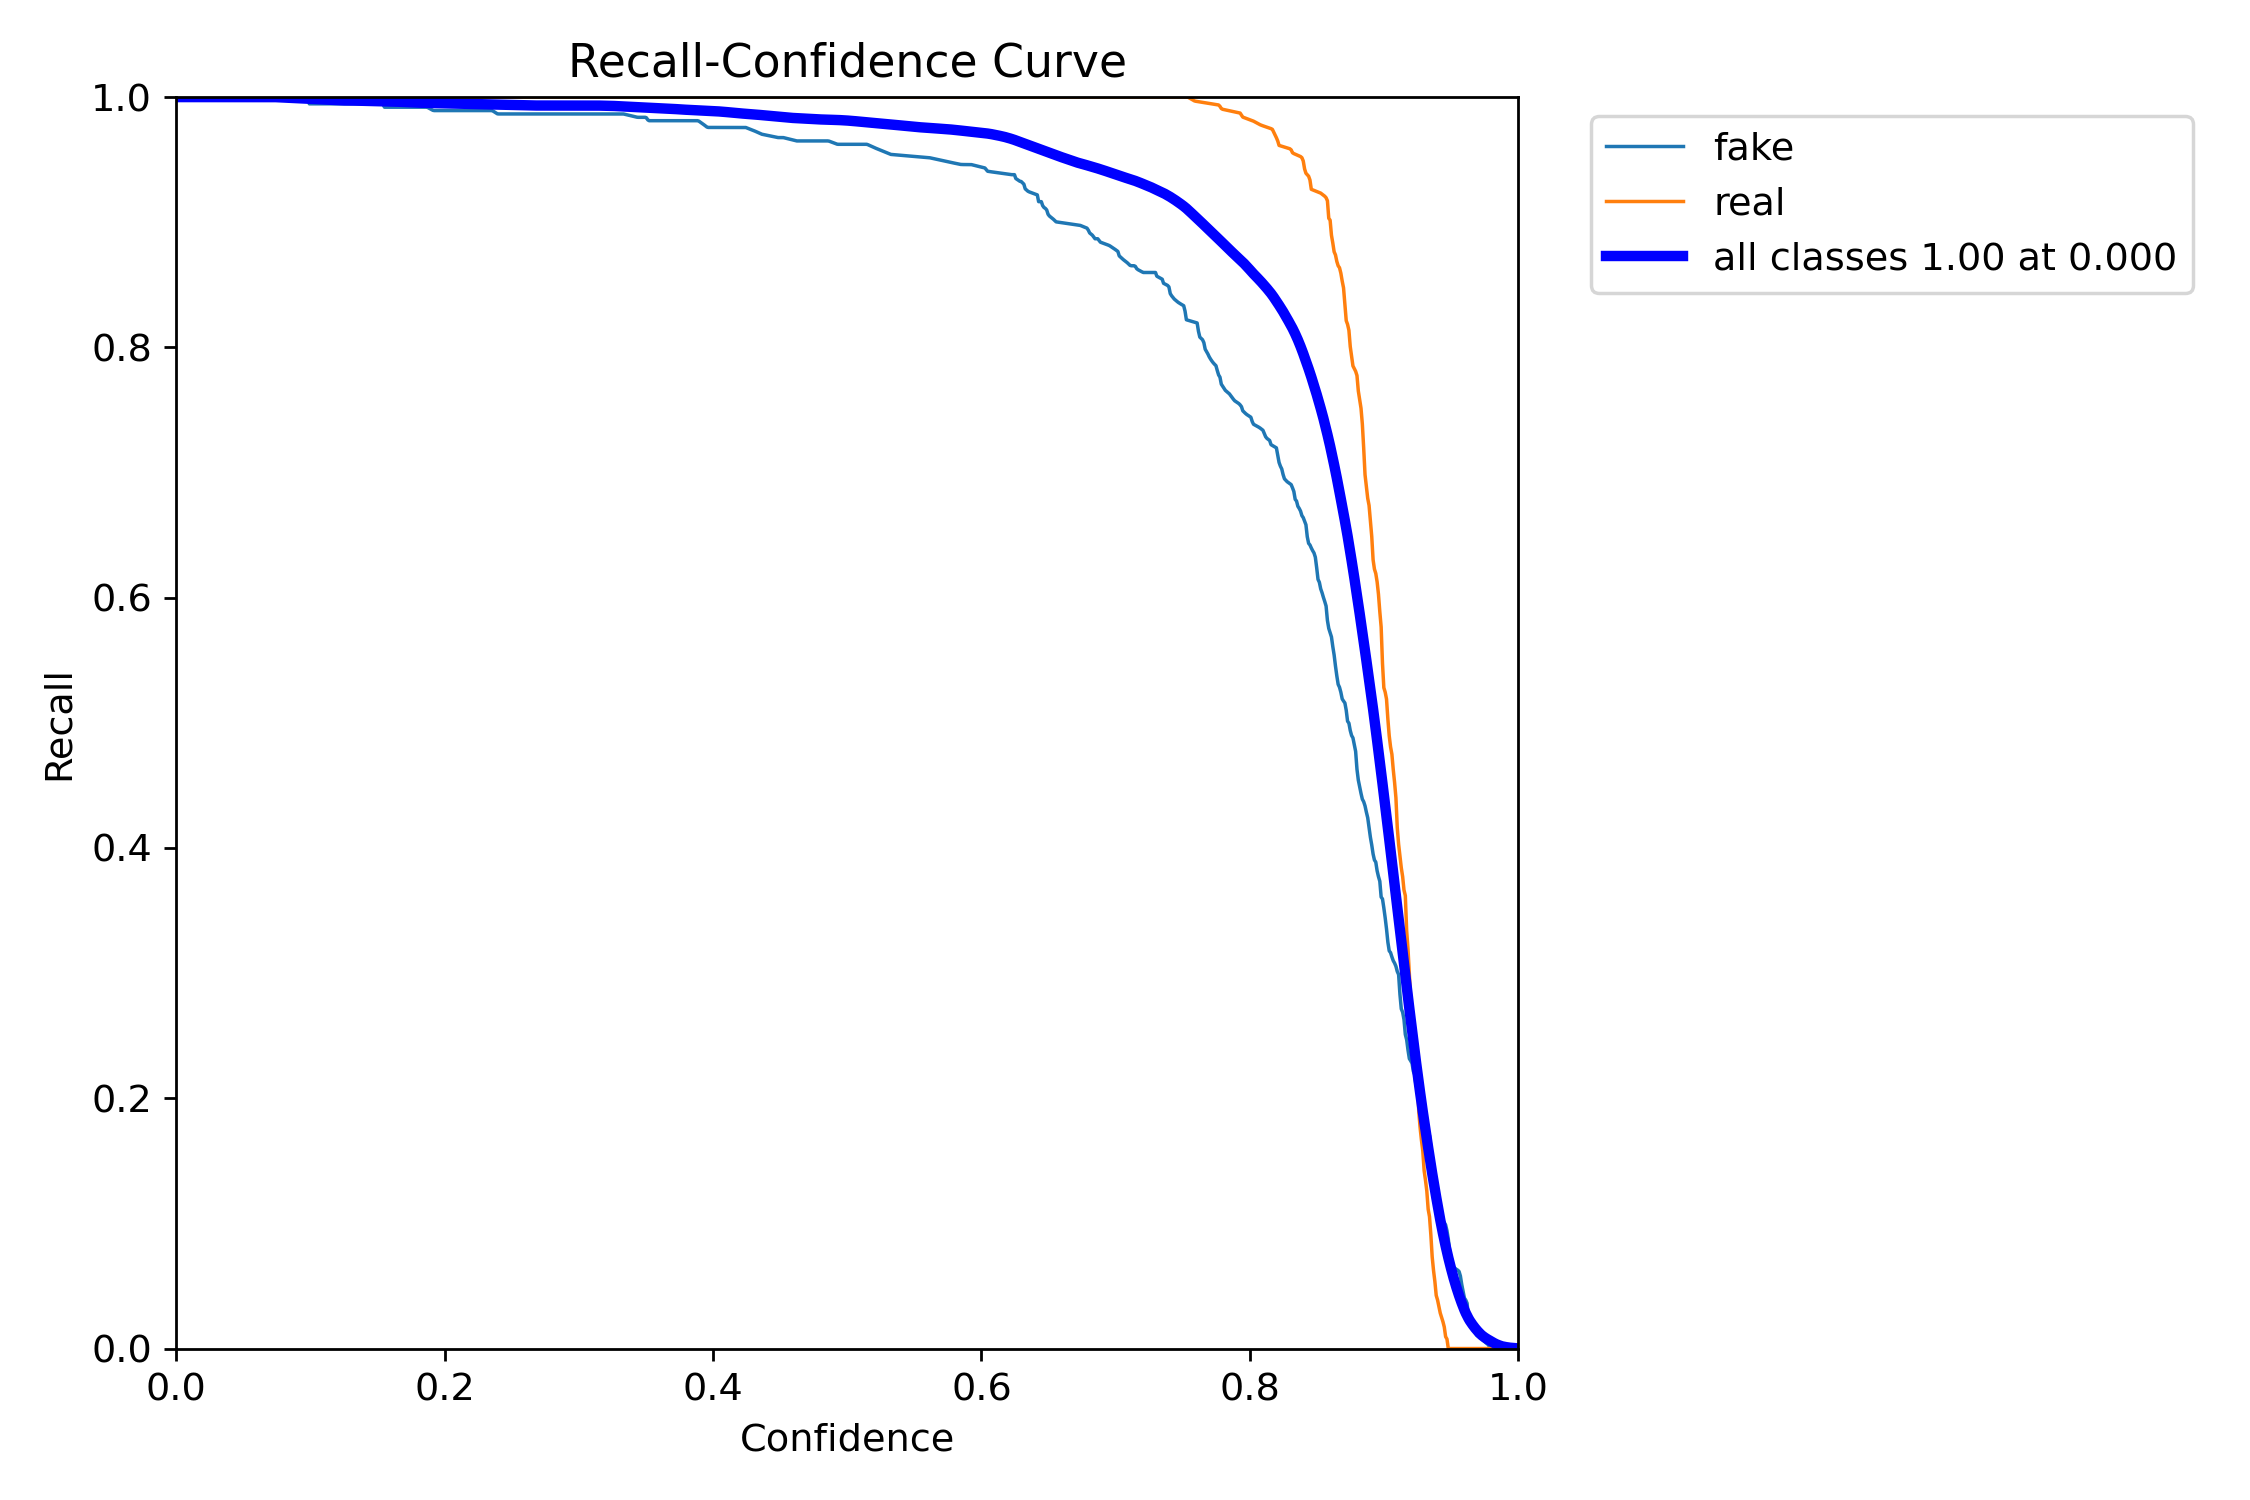 Recall-Confidence Curve
1.0
0.8
0.6
0.4
0.2
0.0
Recall
0.0 0.2 0.4 0.6 0.8 1.0
Confidence
fake
real
all classes 1.00 at 0.000